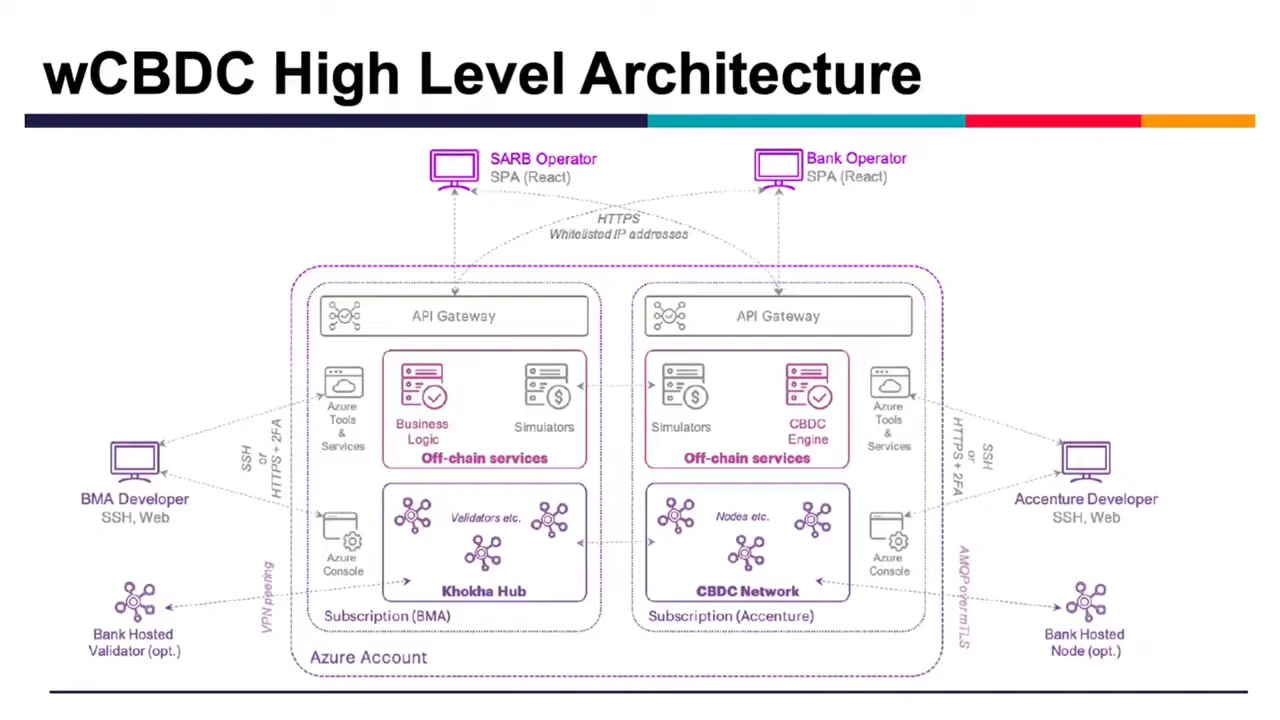 wCBDC High Level Architecture
SARB Operator
SPA (React)
Bank Operator
SPA (React)
HTTPS
Whitelisted IP addresses
API Gateway
API Gateway
Azure
Tools
&
Services
Business
Logic
Simulators
Off-chain services
Simulators
CBDC
Engine
Off-chain services
Azure
Tools
&
Services
SSH
or
HTTPS + 2FA
SSH
or
HTTPS + 2FA
BMA Developer
SSH, Web
Accenture Developer
SSH, Web
Validators etc.
Khokha Hub
Nodes etc.
CBDC Network
Azure
Console
Azure
Console
VPN peering
AMQP over mTLS
Subscription (BMA)
Subscription (Accenture)
Bank Hosted
Validator (opt.)
Bank Hosted
Node (opt.)
Azure Account